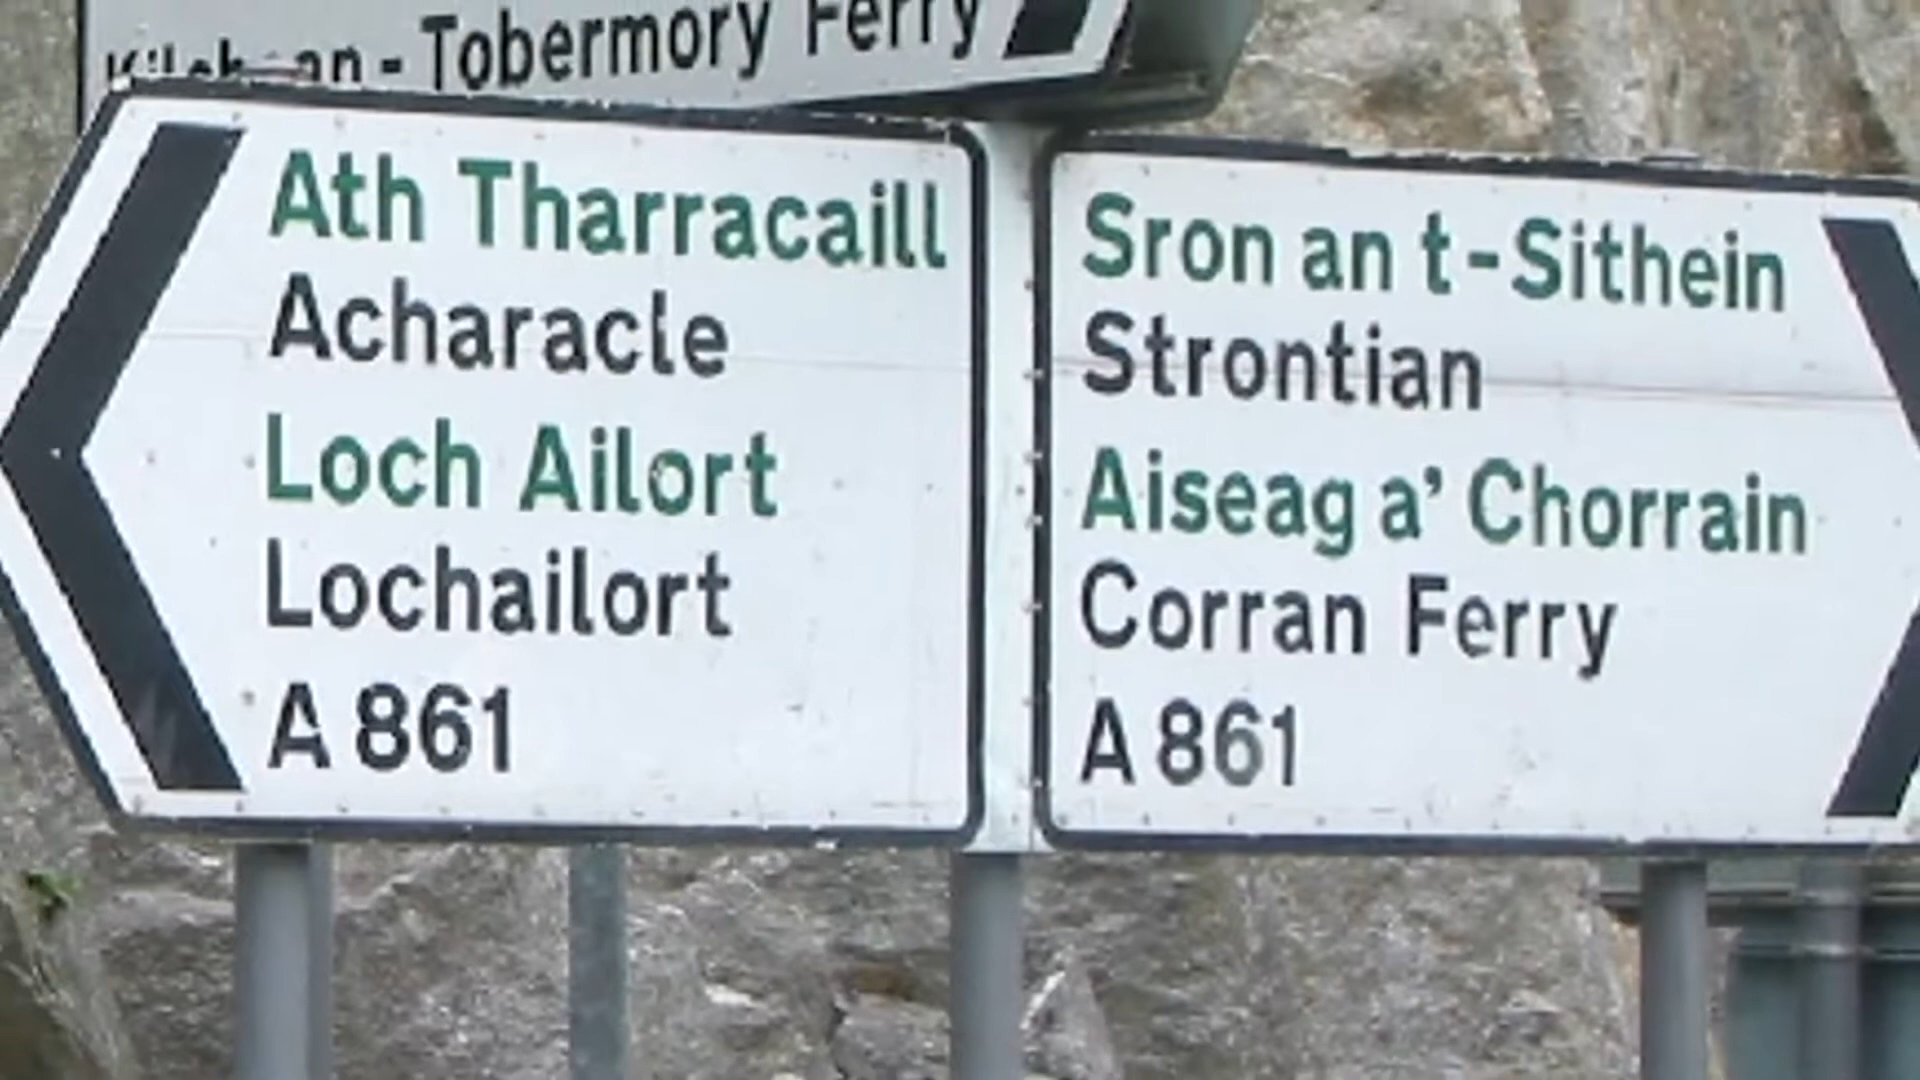 - Tobermory Ferry
Ath Tharracaill
Acharacle
Loch Ailort
Lochailort
A 861
Sron an t-Sithein
Strontian
Aiseag a' Chorrain
Corran Ferry
A 861